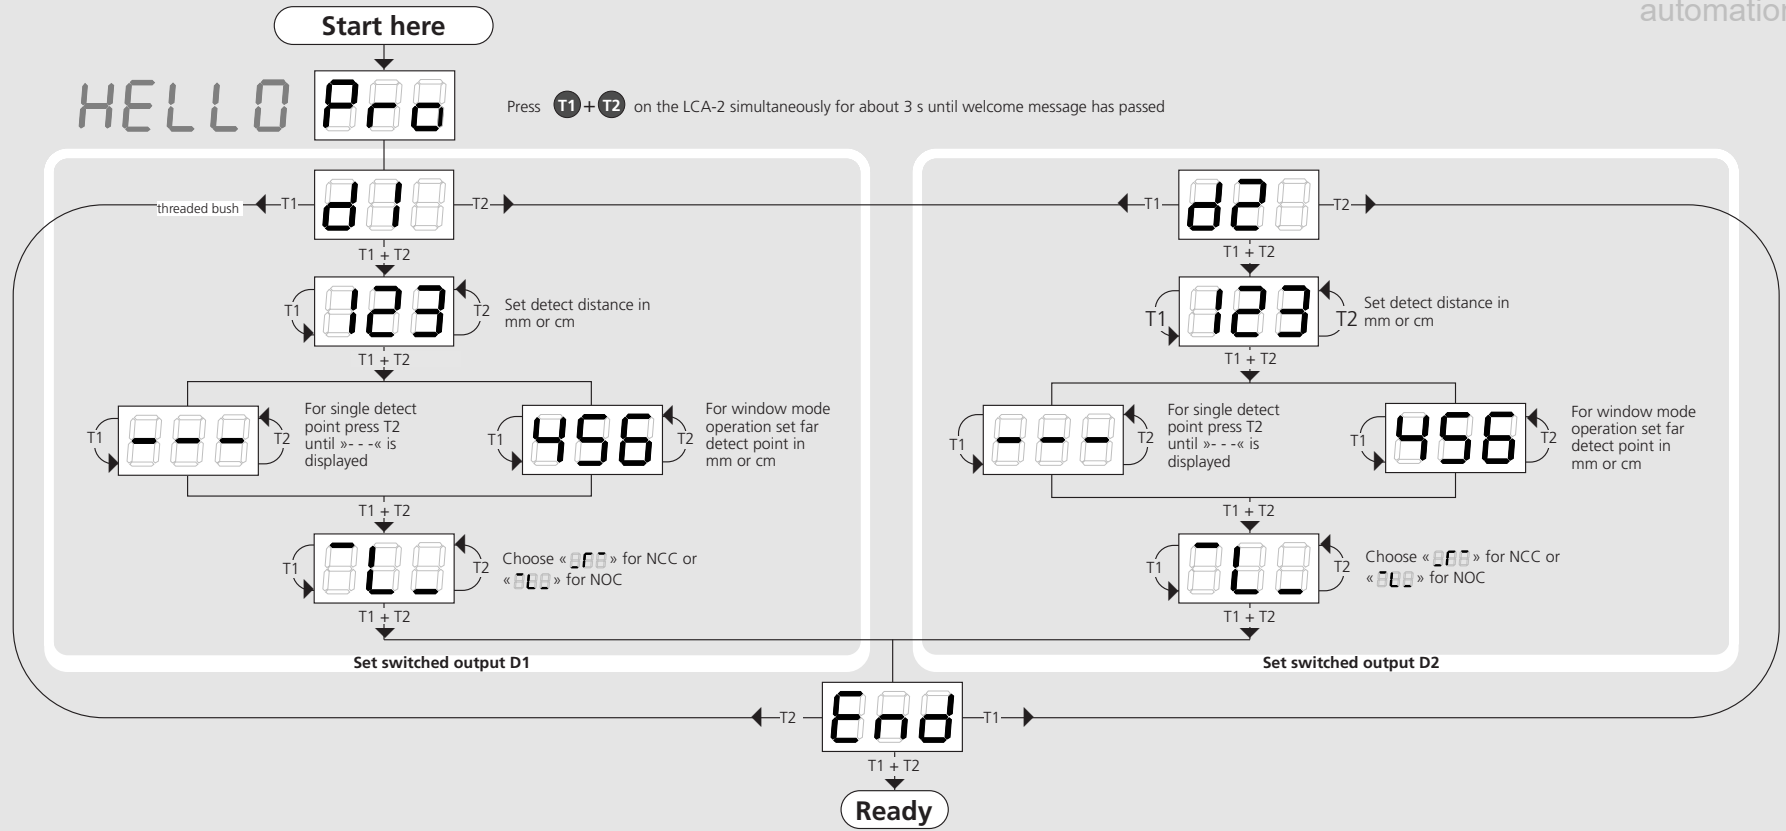 automation
Start here
HELLO Pro
Press T1 + T2 on the LCA-2 simultaneously for about 3 s until welcome message has passed
threaded bush T1 d1 T2
T1 d2 T2
T1 + T2
T1 + T2
T1 123 T2
Set detect distance in
mm or cm
T1 123 T2
Set detect distance in
mm or cm
T1 + T2
T1 + T2
T1 --- T2
For single detect
point press T2
until »- - -« is
displayed
T1 456 T2
For window mode
operation set far
detect point in
mm or cm
T1 --- T2
For single detect
point press T2
until »- - -« is
displayed
T1 456 T2
For window mode
operation set far
detect point in
mm or cm
T1 + T2
T1 + T2
T1 ¯L_ T2
Choose « _Г¯ » for NCC or
« ¯L_ » for NOC
T1 ¯L_ T2
Choose « _Г¯ » for NCC or
« ¯L_ » for NOC
T1 + T2
T1 + T2
Set switched output D1
Set switched output D2
T2 End T1
T1 + T2
Ready